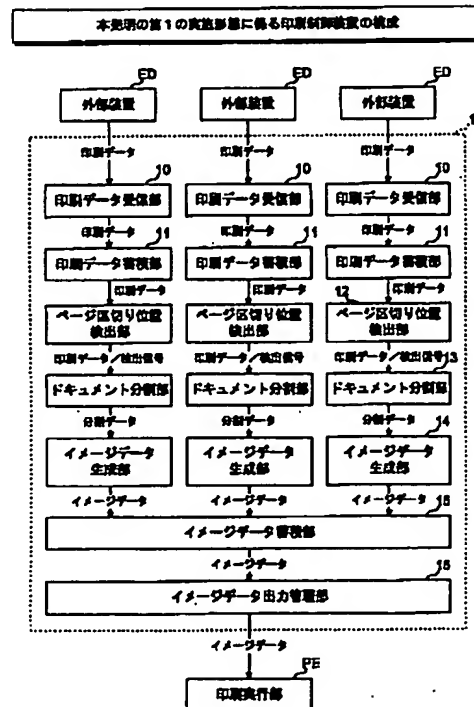 本発明の第1の実施形態に係る印刷制御装置の構成
ED ED ED
外部装置 外部装置 外部装置
1
印刷データ 印刷データ 印刷データ
10 10 10
印刷データ受信部 印刷データ受信部 印刷データ受信部
印刷データ 印刷データ 印刷データ
11 11 11
印刷データ蓄積部 印刷データ蓄積部 印刷データ蓄積部
印刷データ 印刷データ 12 印刷データ
ページ区切り位置 ページ区切り位置 ページ区切り位置
検出部 検出部 検出部
印刷データ/検出信号 印刷データ/検出信号 印刷データ/検出信号
13
ドキュメント分割部 ドキュメント分割部 ドキュメント分割部
分割データ 分割データ 分割データ
14
イメージデータ イメージデータ イメージデータ
生成部 生成部 生成部
イメージデータ イメージデータ イメージデータ
15
イメージデータ蓄積部
イメージデータ
イメージデータ出力管理部
イメージデータ
PE
印刷実行部